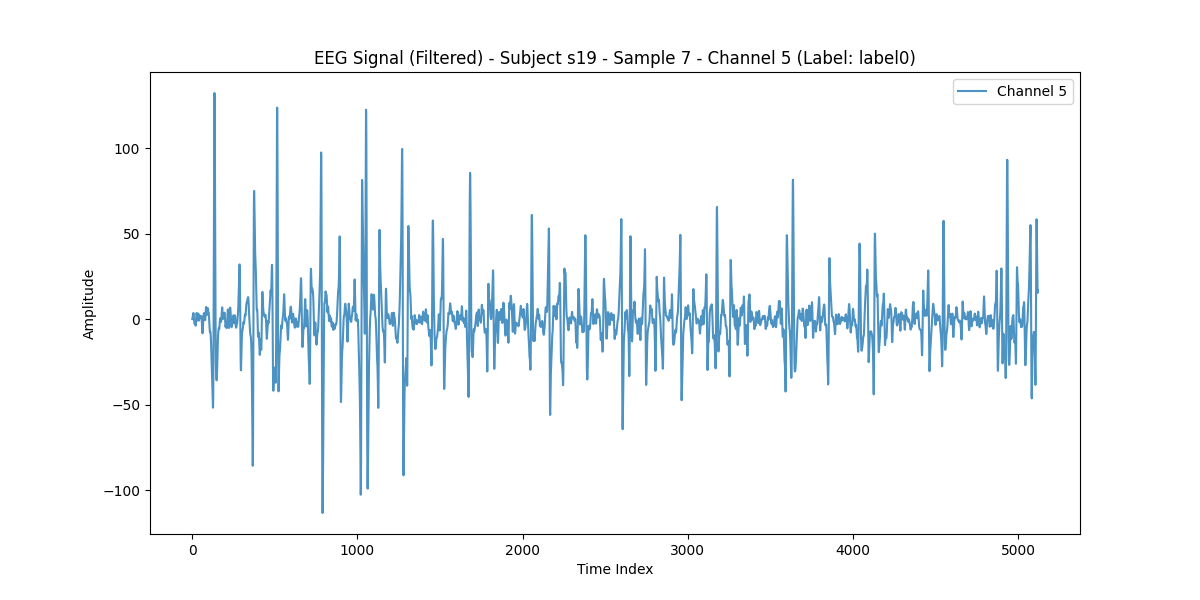 EEG Signal (Filtered) - Subject s19 - Sample 7 - Channel 5 (Label: label0)
Channel 5
100
50
0
−50
−100
Amplitude
0 1000 2000 3000 4000 5000
Time Index